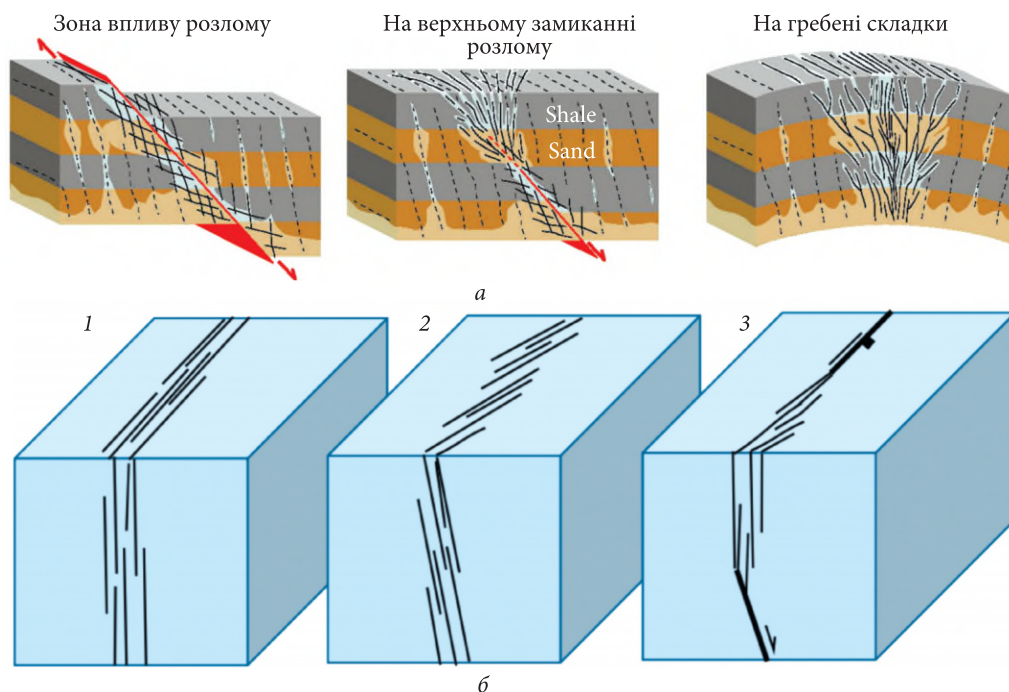 Зона впливу розлому
На верхньому замиканні
розлому
На гребені складки
Shale
Sand
а
1
2
3
б